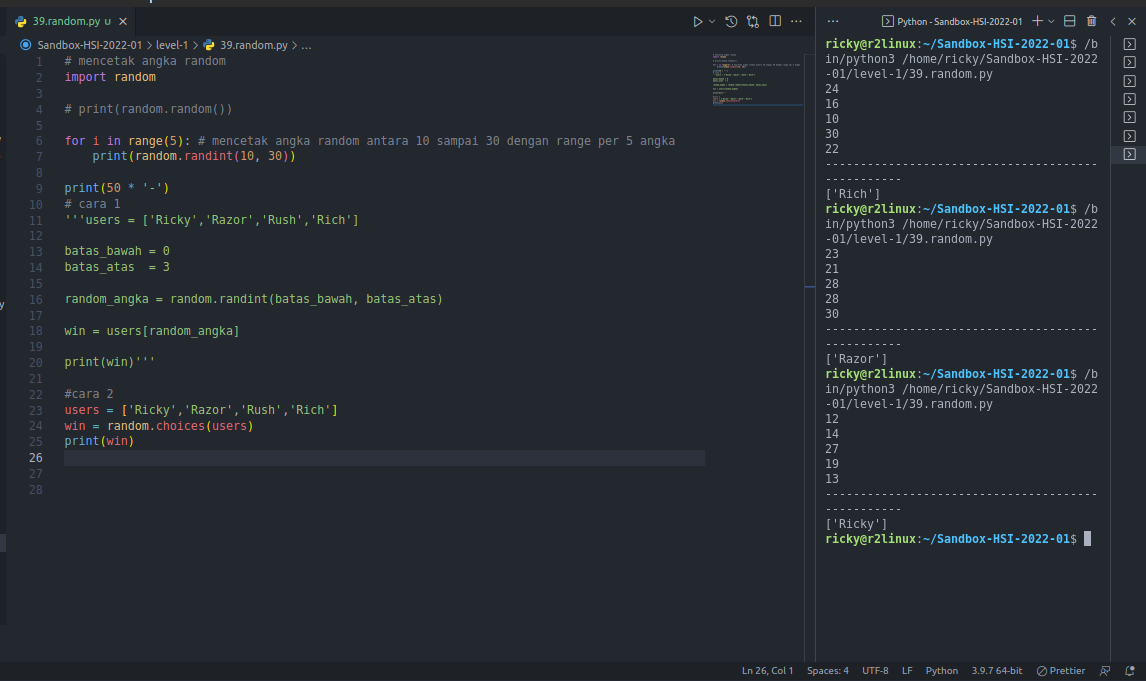 39.random.py U
Python - Sandbox-HSI-2022-01
Sandbox-HSI-2022-01 > level-1 > 39.random.py > ...
1 # mencetak angka random
2 import random
3
4 # print(random.random())
5
6 for i in range(5): # mencetak angka random antara 10 sampai 30 dengan range per 5 angka
7 print(random.randint(10, 30))
8
9 print(50 * '-')
10 # cara 1
11 '''users = ['Ricky','Razor','Rush','Rich']
12
13 batas_bawah = 0
14 batas_atas  = 3
15
16 random_angka = random.randint(batas_bawah, batas_atas)
17
18 win = users[random_angka]
19
20 print(win)'''
21
22 #cara 2
23 users = ['Ricky','Razor','Rush','Rich']
24 win = random.choices(users)
25 print(win)
26
27
28
y
ricky@r2linux:~/Sandbox-HSI-2022-01$ /b
in/python3 /home/ricky/Sandbox-HSI-2022
-01/level-1/39.random.py
24
16
10
30
22
---------------------------------------
-----------
['Rich']
ricky@r2linux:~/Sandbox-HSI-2022-01$ /b
in/python3 /home/ricky/Sandbox-HSI-2022
-01/level-1/39.random.py
23
21
28
28
30
---------------------------------------
-----------
['Razor']
ricky@r2linux:~/Sandbox-HSI-2022-01$ /b
in/python3 /home/ricky/Sandbox-HSI-2022
-01/level-1/39.random.py
12
14
27
19
13
---------------------------------------
-----------
['Ricky']
ricky@r2linux:~/Sandbox-HSI-2022-01$
Ln 26, Col 1 Spaces: 4 UTF-8 LF Python 3.9.7 64-bit Prettier